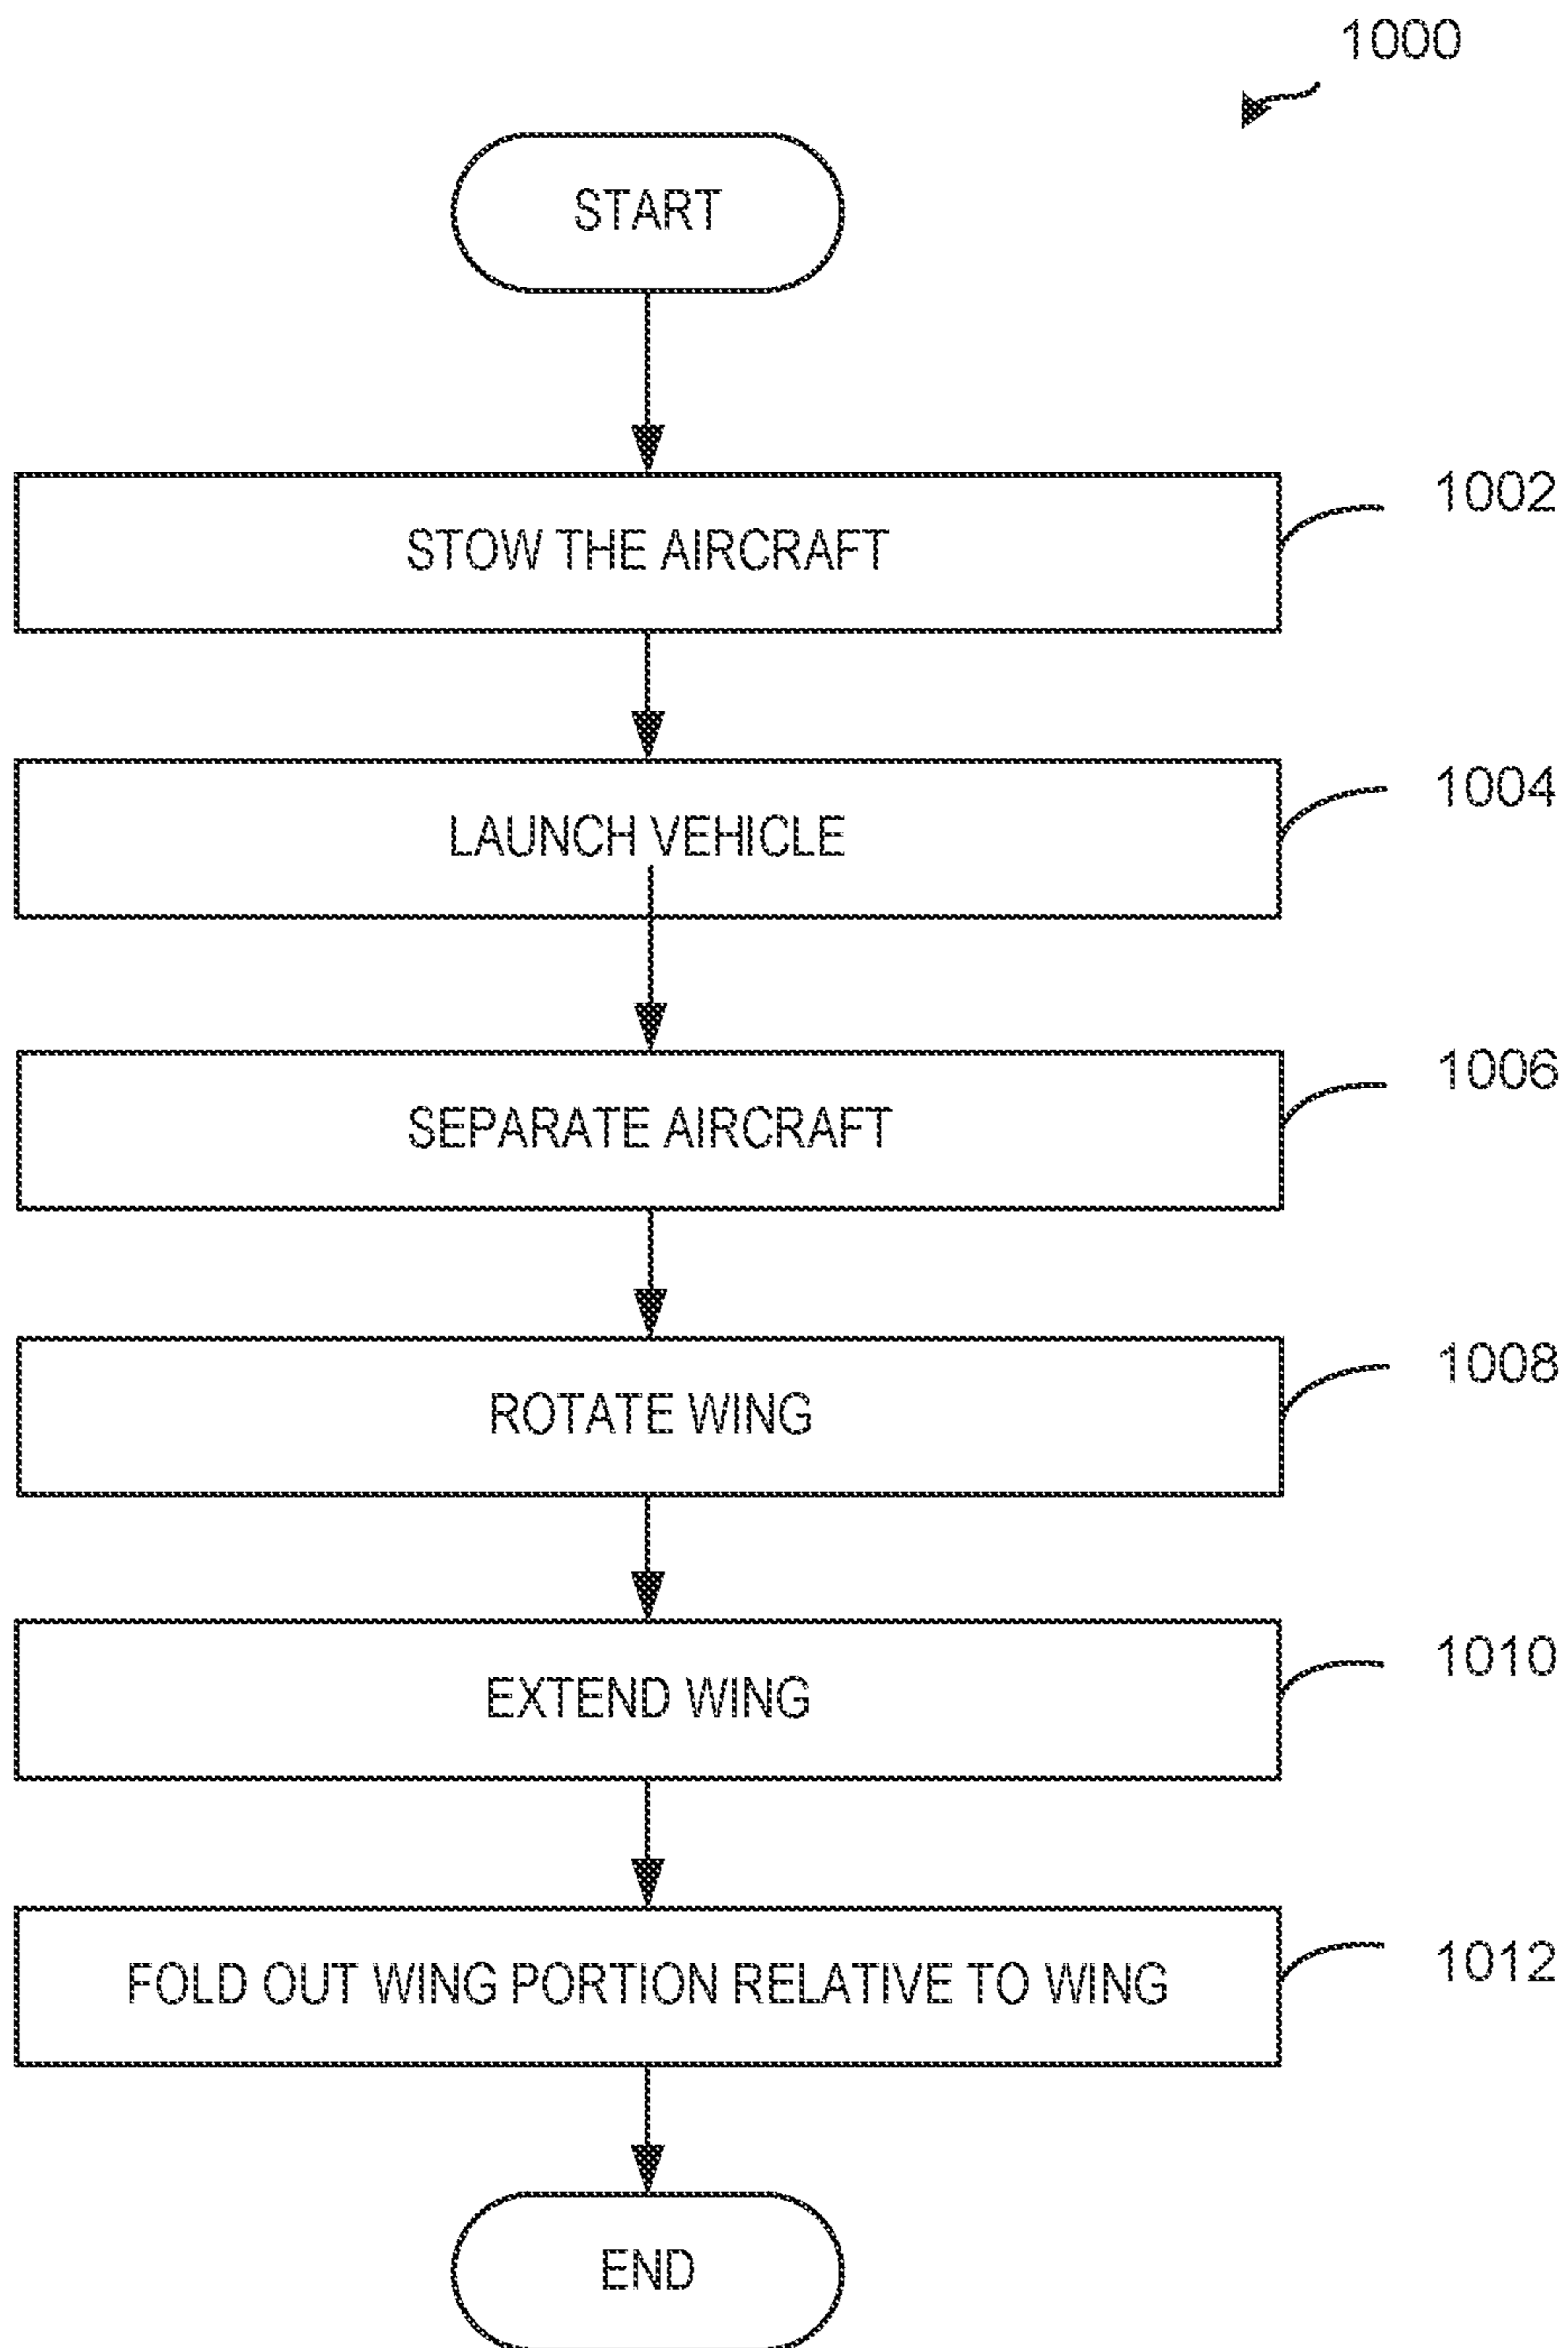 1000
START
STOW THE AIRCRAFT
1002
LAUNCH VEHICLE
1004
SEPARATE AIRCRAFT
1006
ROTATE WING
1008
EXTEND WING
1010
FOLD OUT WING PORTION RELATIVE TO WING
1012
END